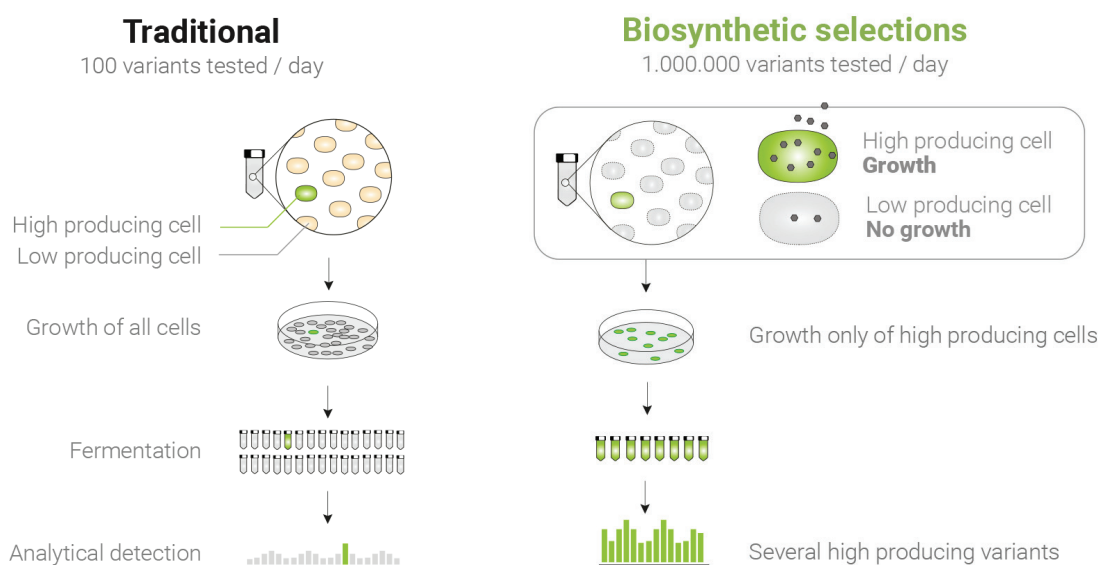 Traditional
100 variants tested / day
High producing cell
Low producing cell
Growth of all cells
Fermentation
Analytical detection
Biosynthetic selections
1.000.000 variants tested / day
High producing cell
Growth
Low producing cell
No growth
Growth only of high producing cells
Several high producing variants